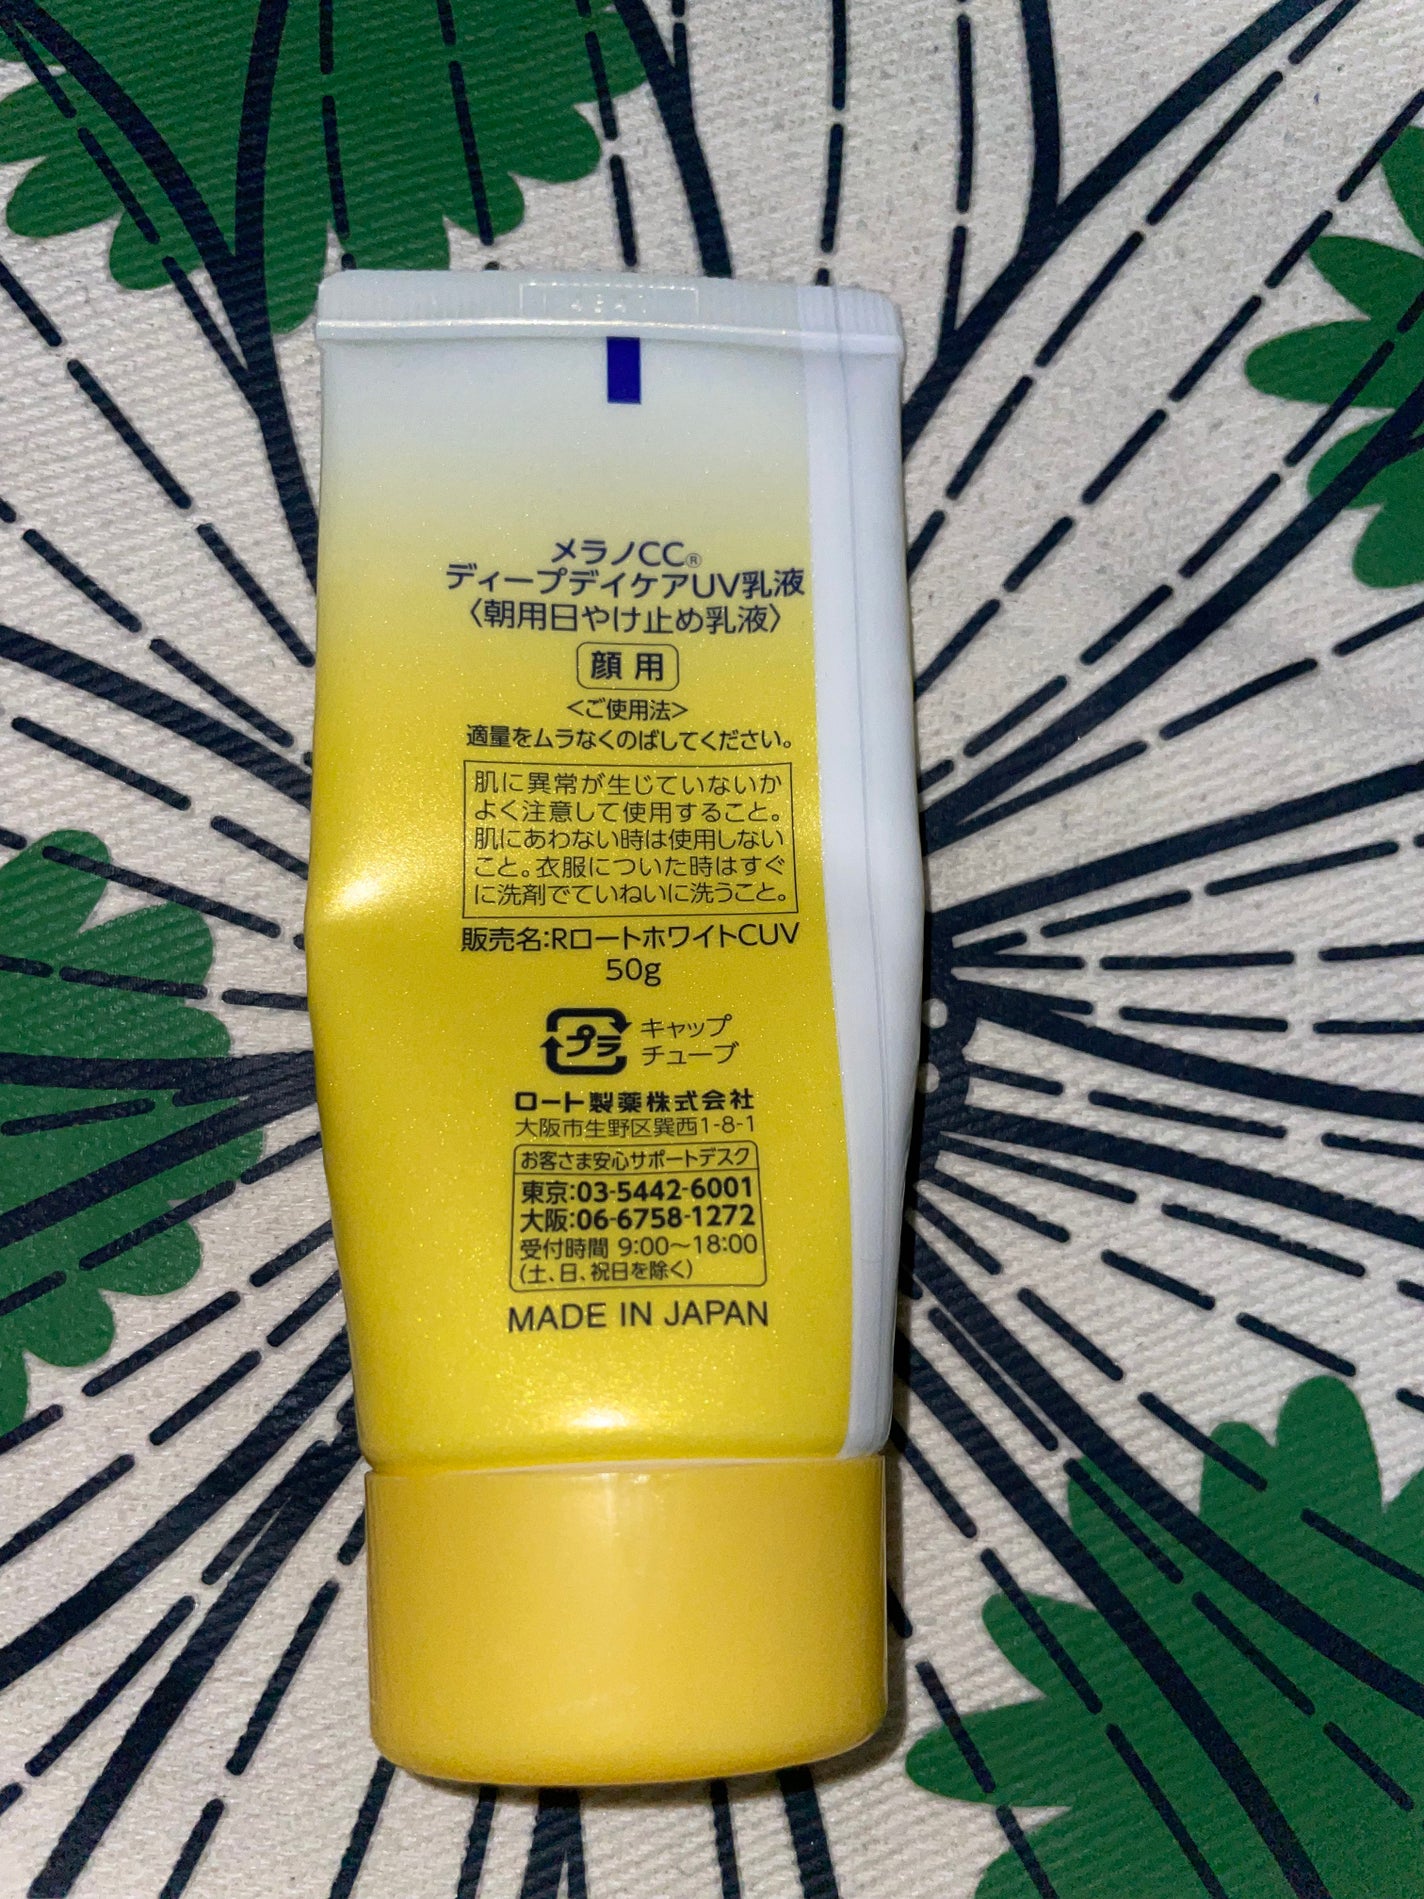 メラノCC®
ディープデイケアUV乳液
〈朝用日やけ止め乳液〉
顔用
<ご使用法>
適量をムラなくのばしてください。
肌に異常が生じていないか
よく注意して使用すること。
肌にあわない時は使用しない
こと。衣服についた時はすぐ
に洗剤でていねいに洗うこと。
販売名:RロートホワイトCUV
50g
プラ
キャップ
チューブ
ロート製薬株式会社
大阪市生野区巽西1-8-1
お客さま安心サポートデスク
東京:03-5442-6001
大阪:06-6758-1272
受付時間 9:00〜18:00
(土、日、祝日を除く)
MADE IN JAPAN